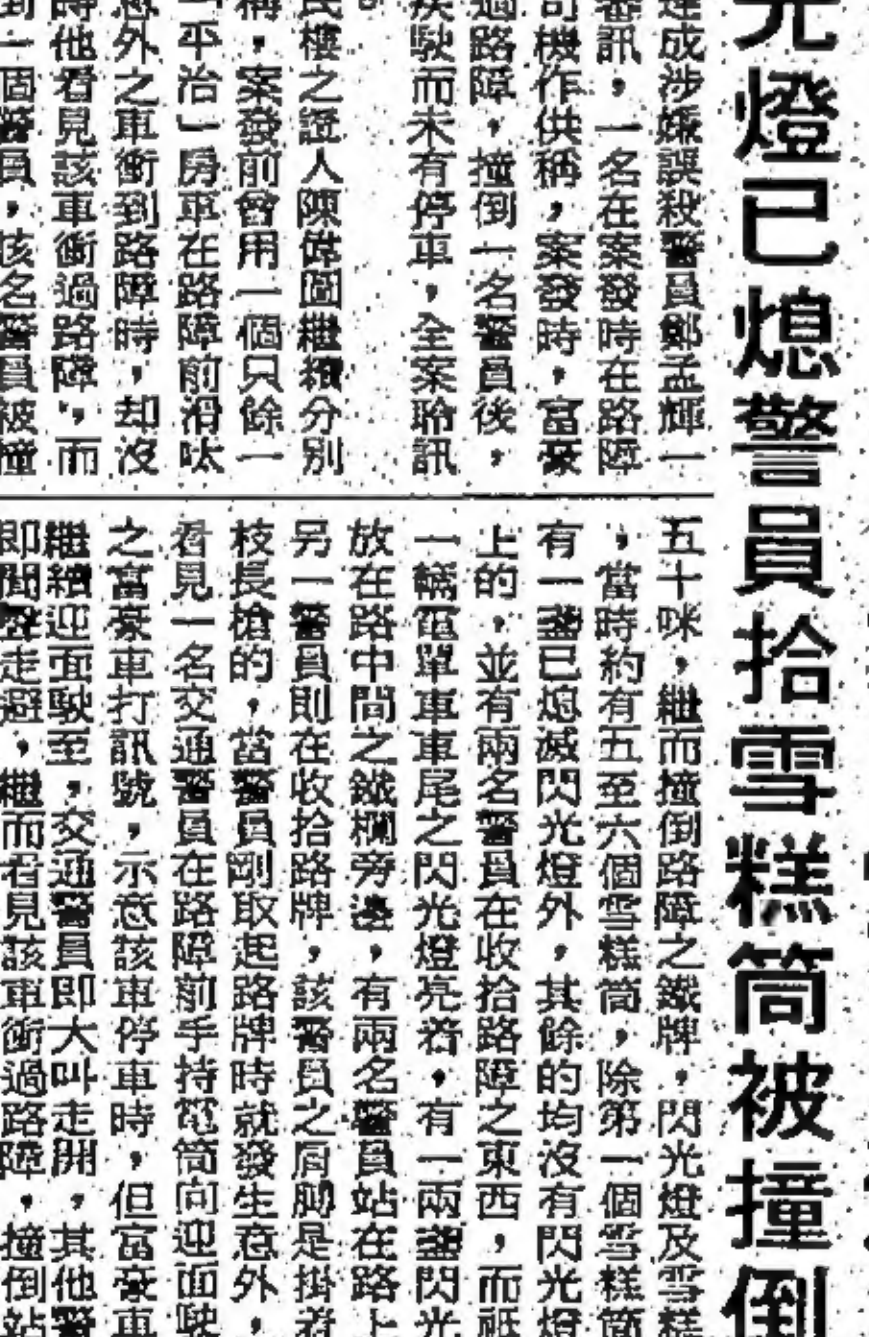 光燈已熄警員拾雪糕筒被撞倒
達成涉嫌誤殺警員鄭孟輝一
審訊，一名在案發時在路障
司機作供稱，案發時，富豪
過路障，撞倒一名警員後，
疾駛而未有停車，全案聆訊
。
民樓之證人陳偉圖繼續分別
稱，案發前曾用一個只餘一
「平治」房車在路障前滑呔
意外之車衝到路障時，却沒
時他看見該車衝過路障，而
到一個警員，該名警員被撞
五十咪，繼而撞倒路障之鐵牌，閃光燈及雪糕
，當時約有五至六個雪糕筒，除第一個雪糕筒
有一盞已熄滅閃光燈外，其餘的均沒有閃光燈
上的，並有兩名警員在收拾路障之東西，而祗
一輛電單車車尾之閃光燈亮着，有一兩盞閃光
放在路中間之鐵欄旁邊，有兩名警員站在路上
另一警員則在收拾路牌，該警員之肩膊是掛着
枝長槍的，當警員剛取起路牌時就發生意外，
看見一名交通警員在路障前手持電筒向迎面駛
之富豪車打訊號，示意該車停車時，但富豪車
繼續迎面駛至，交通警員即大叫走開，其他警
即聞聲走避，繼而看見該車衝過路障，撞倒站